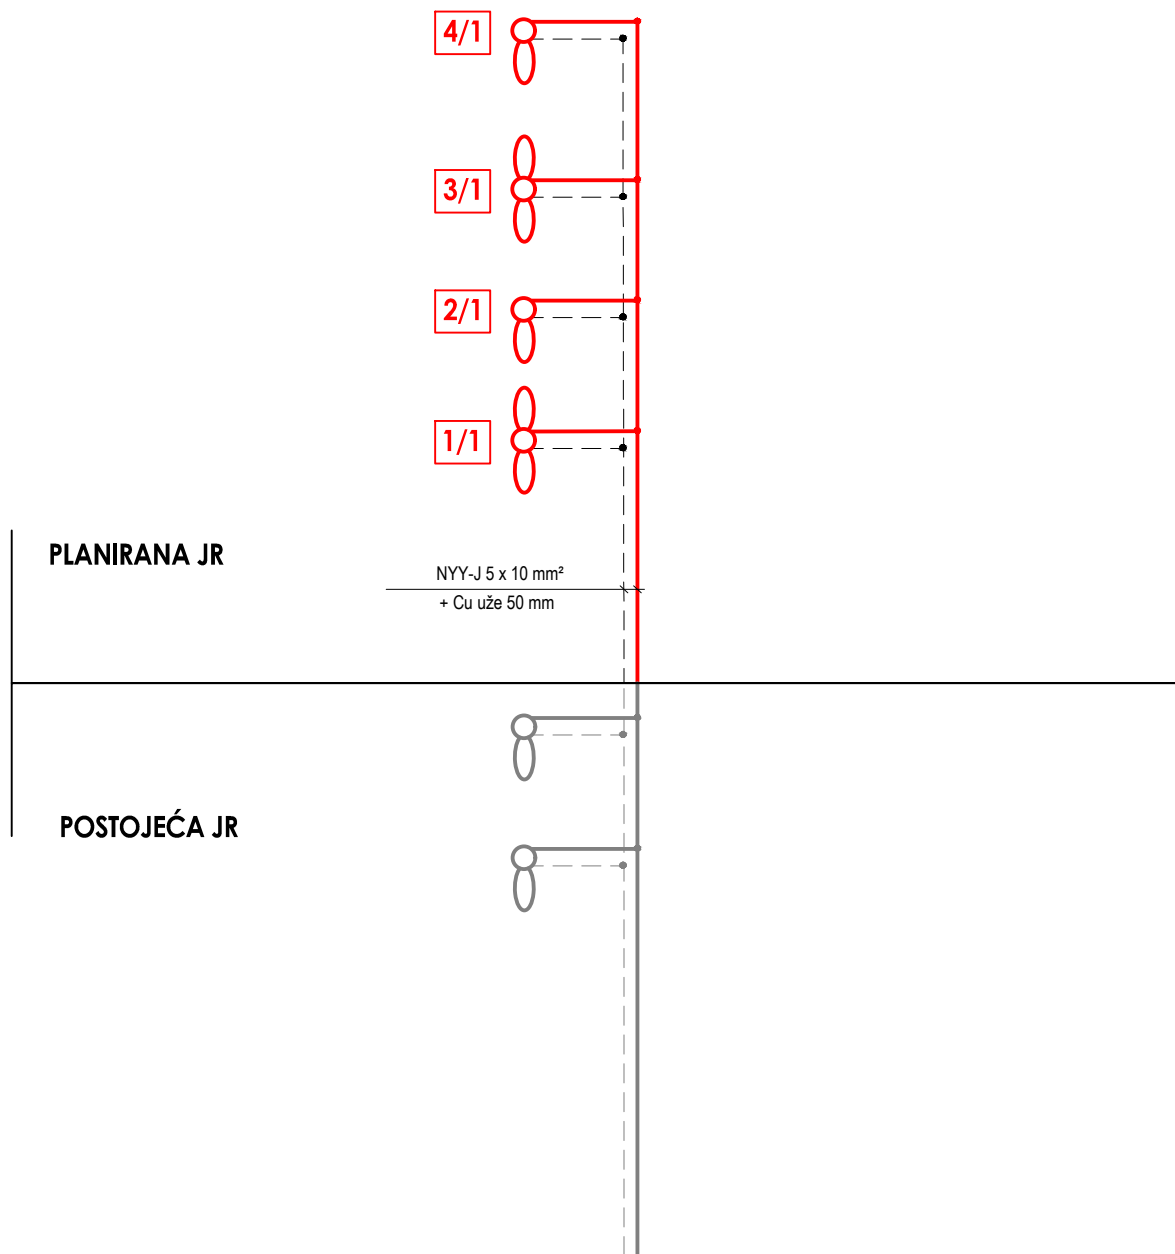 4/1
3/1
2/1
1/1
PLANIRANA JR
NYY-J 5 x 10 mm²
+ Cu uže 50 mm
POSTOJEĆA JR